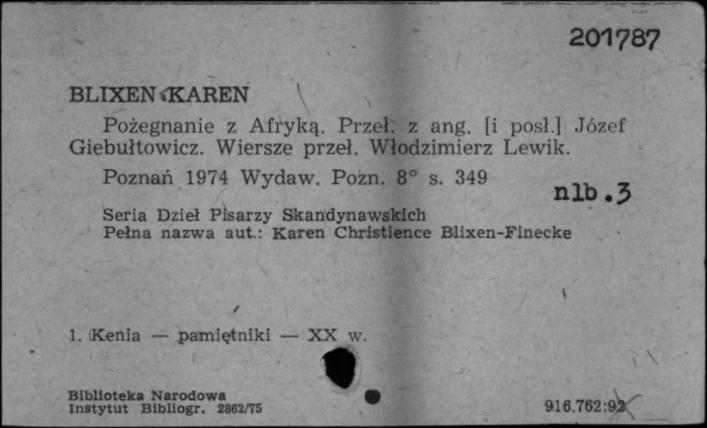 201787
BLIXEN KAREN
Pożegnanie z Afryką. Przeł. z ang. [i posł.] Józef
Giebułtowicz. Wiersze przeł. Włodzimierz Lewik.
Poznań 1974 Wydaw. Pozn. 8° s. 349
nlb.3
Seria Dzieł Pisarzy Skandynawskich
Pełna nazwa aut.: Karen Christience Blixen-Finecke
1. Kenia — pamiętniki — XX w.
Biblioteka Narodowa
Instytut Bibliogr. 2862/75
916.762:92